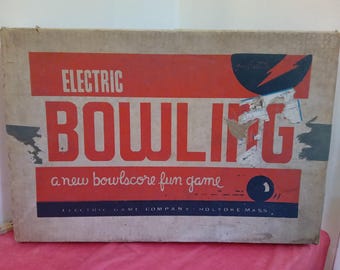 ELECTRIC
BOWLING
a new bowlscore fun game
ELECTRIC GAME COMPANY · HOLYOKE MASS.